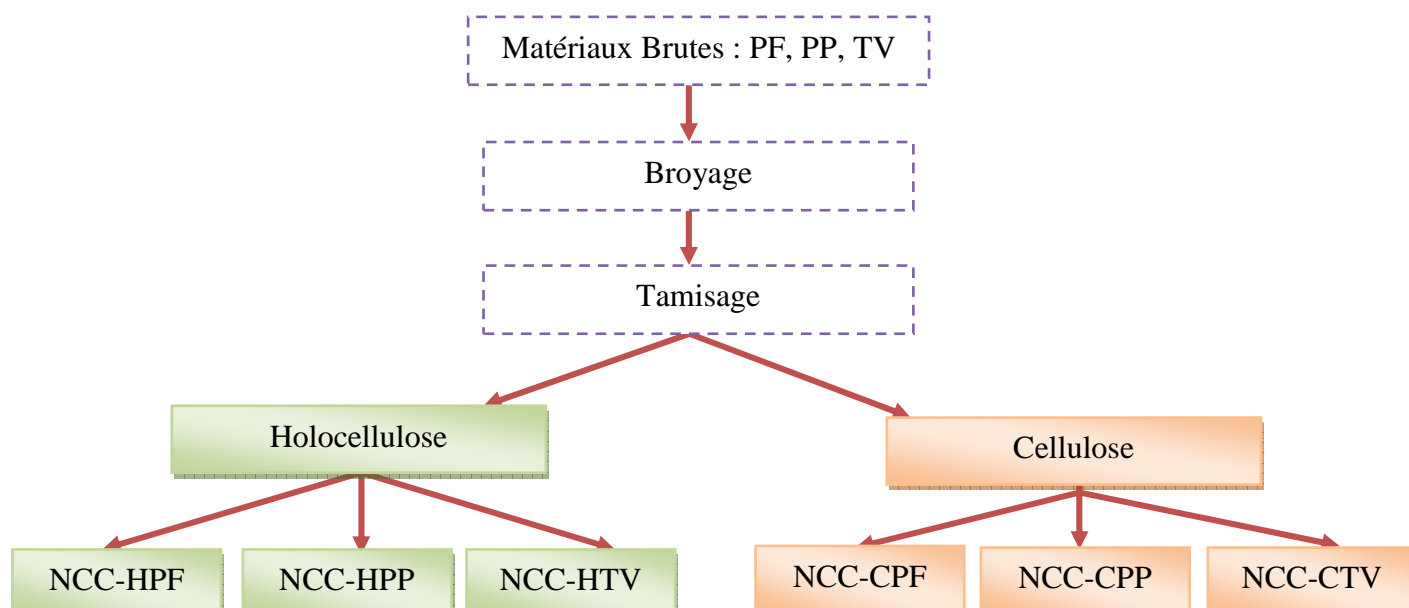 Matériaux Brutes : PF, PP, TV
Broyage
Tamisage
Holocellulose
Cellulose
NCC-HPF
NCC-HPP
NCC-HTV
NCC-CPF
NCC-CPP
NCC-CTV